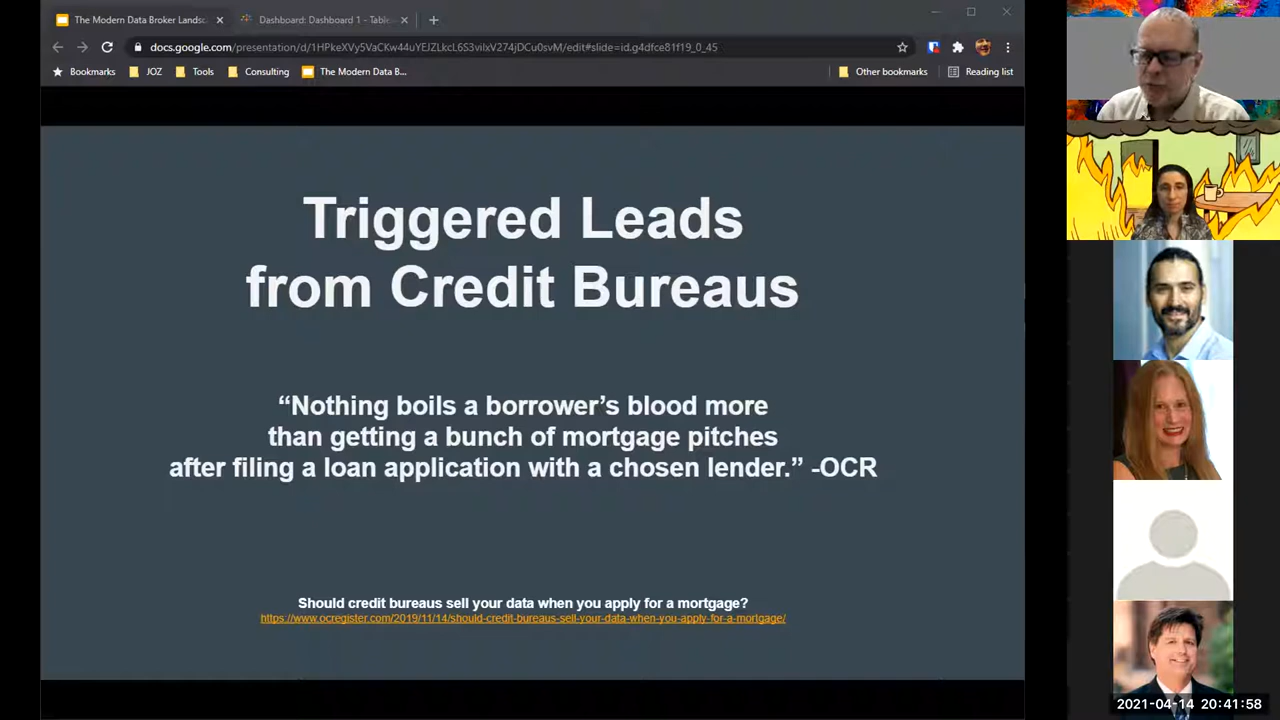 The Modern Data Broker Landsc
Dashboard: Dashboard 1 - Table
docs.google.com/presentation/d/1HPkeXVy5VaCKw44uYEJZLkcL6S3vilxV274jDCu0svM/edit#slide=id.g4dfce81f19_0_45
Bookmarks JOZ Tools Consulting The Modern Data B... Other bookmarks Reading list
Triggered Leads
from Credit Bureaus
“Nothing boils a borrower’s blood more
than getting a bunch of mortgage pitches
after filing a loan application with a chosen lender.” -OCR
Should credit bureaus sell your data when you apply for a mortgage?
https://www.ocregister.com/2019/11/14/should-credit-bureaus-sell-your-data-when-you-apply-for-a-mortgage/
2021-04-14 20:41:58